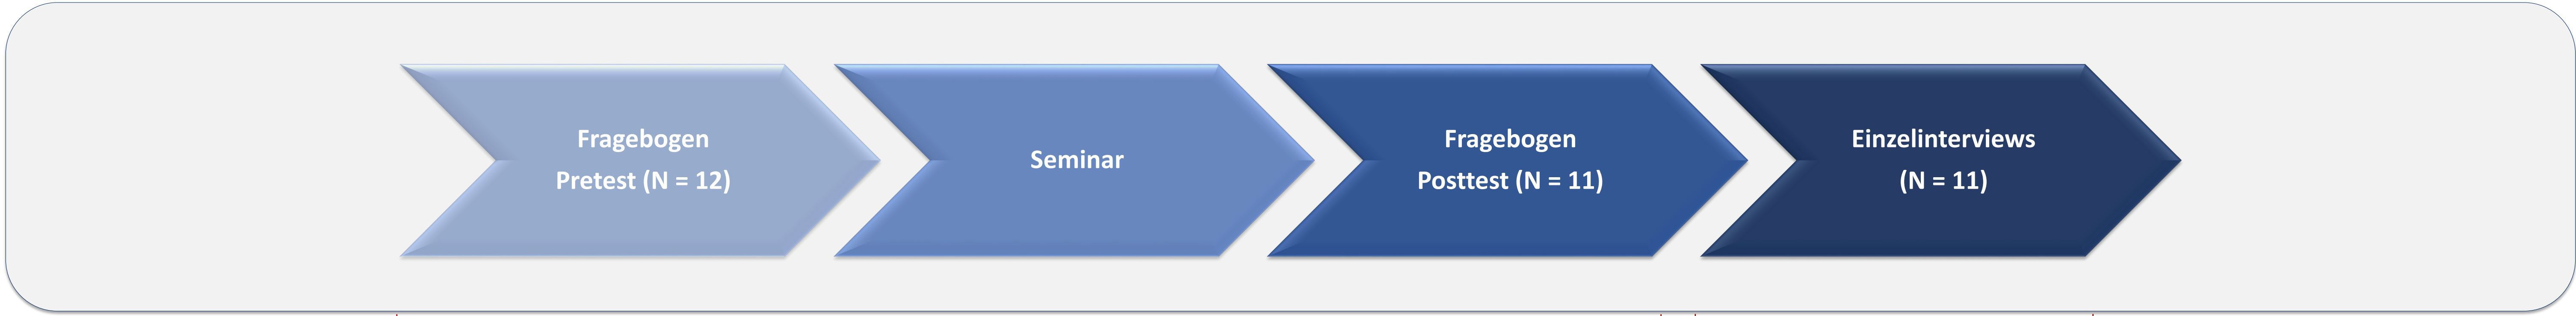 Fragebogen
Pretest (N = 12)
Seminar
Fragebogen
Posttest (N = 11)
Einzelinterviews
(N = 11)